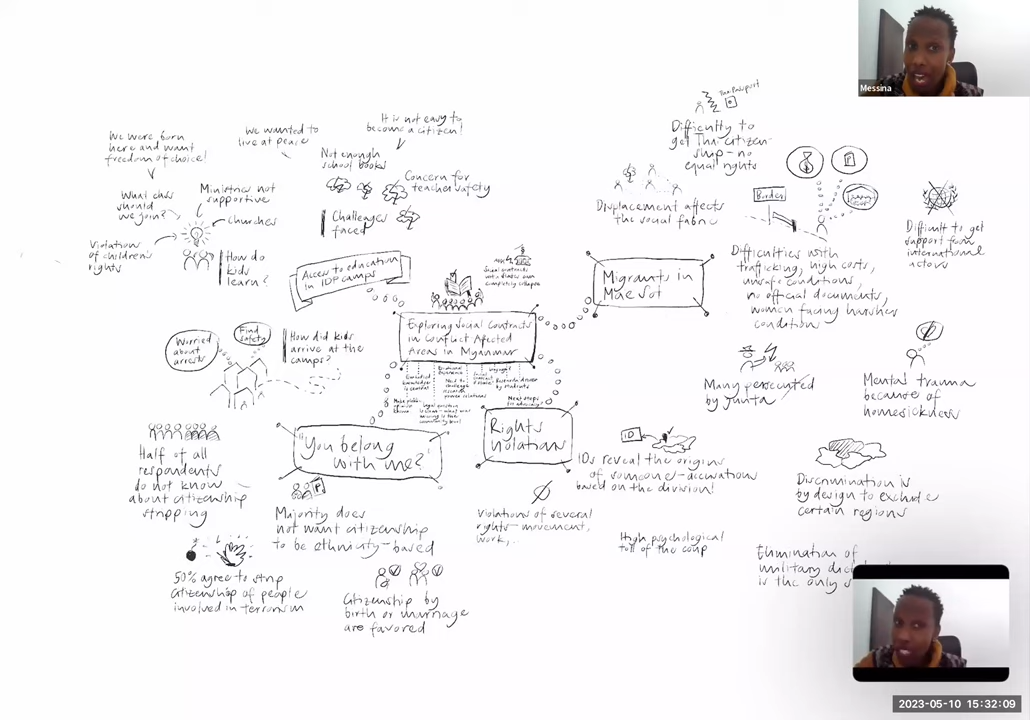 Messina
Thai Passport
Difficulty to
get Thai citizen-
ship – no
equal rights
It is not easy to
become a citizen!
We wanted to
live at peace
We were born
here and want
freedom of choice!
Not enough
school books
Concern for
teacher safety
Challenges
faced
What class
should
we join?
Ministries not
supportive
churches
Violation
of children's
rights
How do
kids
learn?
Access to education
in IDP camps
Displacement affects
the social fabric
Border
Difficulties with
trafficking, high costs,
unsafe conditions,
no official documents,
women facing harsher
conditions
Difficult to get
support from
international
actors
Migrants in
Mae Sot
Exploring Social Contracts
in Conflict Affected
Areas in Myanmar
Worried
about
arrests
Find
safety
How did kids
arrive at the
camps?
Many persecuted
by junta
Mental trauma
because of
homesickness
"You belong
with me?"
Rights
violations
Next steps
for advocacy?
Half of all
respondents
do not know
about citizenship
stripping
Majority does
not want citizenship
to be ethnicity-based
50% agree to strip
citizenship of people
involved in terrorism
Citizenship by
birth or marriage
are favored
Violations of several
rights – movement,
work,..
ID
IDs reveal the origins
of someone – accusations
based on the division!
High psychological
toll of the coup
Discrimination is
by design to exclude
certain regions
Elimination of
military
is the only
2023-05-10 15:32:09